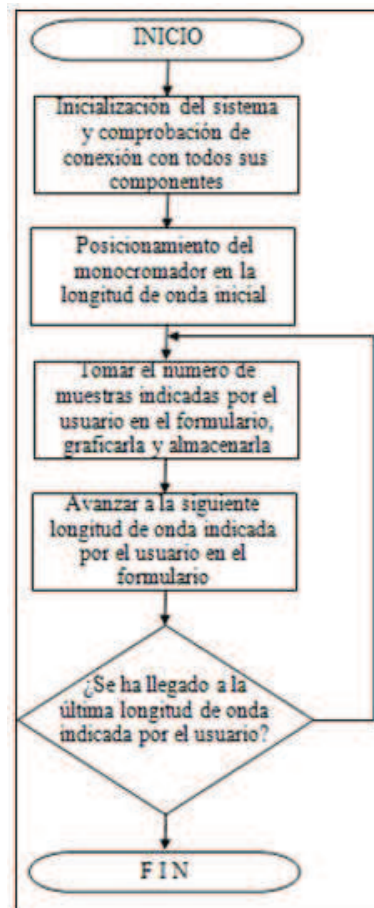 INICIO
Inicialización del sistema
y comprobación de
conexión con todos sus
componentes
Posicionamiento del
monocromador en la
longitud de onda inicial
Tomar el numero de
muestras indicadas por el
usuario en el formulario,
graficarla y almacenarla
Avanzar a la siguiente
longitud de onda indicada
por el usuario en el
formulario
¿Se ha llegado a la
última longitud de onda
indicada por el usuario?
F I N